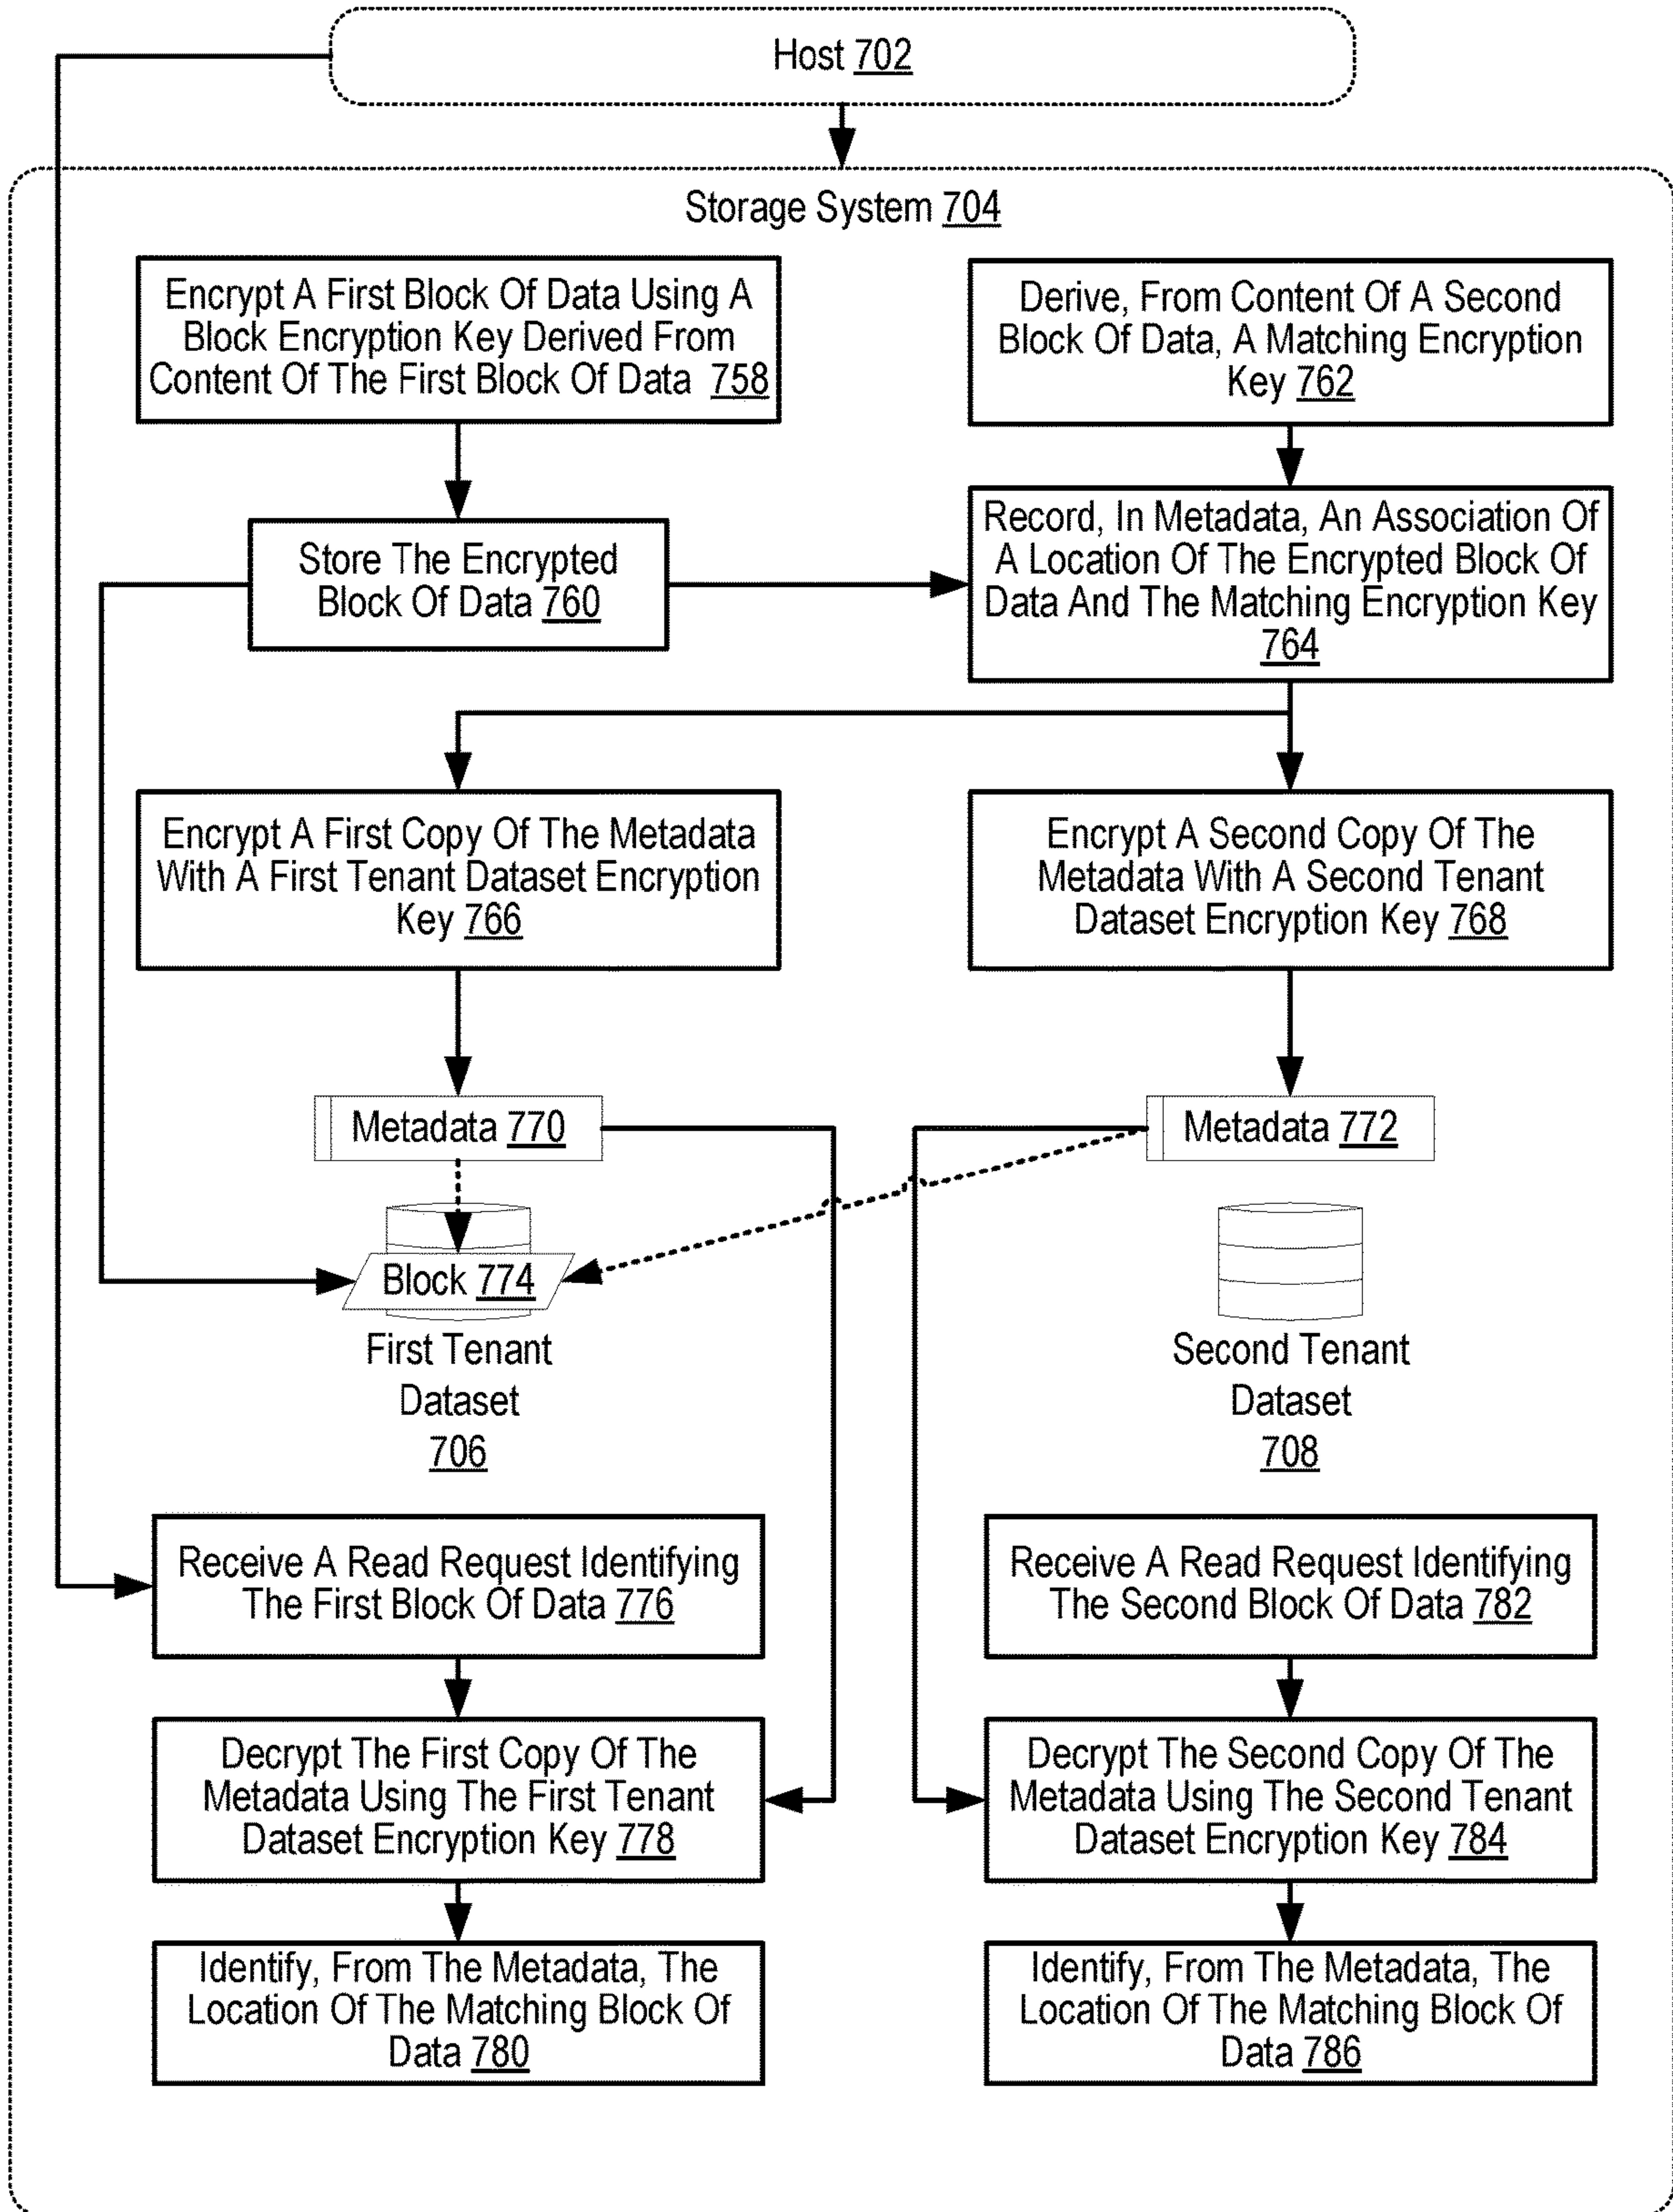 Host 702
Storage System 704
Encrypt A First Block Of Data Using A
Block Encryption Key Derived From
Content Of The First Block Of Data 758
Derive, From Content Of A Second
Block Of Data, A Matching Encryption
Key 762
Store The Encrypted
Block Of Data 760
Record, In Metadata, An Association Of
A Location Of The Encrypted Block Of
Data And The Matching Encryption Key
764
Encrypt A First Copy Of The Metadata
With A First Tenant Dataset Encryption
Key 766
Encrypt A Second Copy Of The
Metadata With A Second Tenant
Dataset Encryption Key 768
Metadata 770
Metadata 772
Block 774
First Tenant
Dataset
706
Second Tenant
Dataset
708
Receive A Read Request Identifying
The First Block Of Data 776
Receive A Read Request Identifying
The Second Block Of Data 782
Decrypt The First Copy Of The
Metadata Using The First Tenant
Dataset Encryption Key 778
Decrypt The Second Copy Of The
Metadata Using The Second Tenant
Dataset Encryption Key 784
Identify, From The Metadata, The
Location Of The Matching Block Of
Data 780
Identify, From The Metadata, The
Location Of The Matching Block Of
Data 786